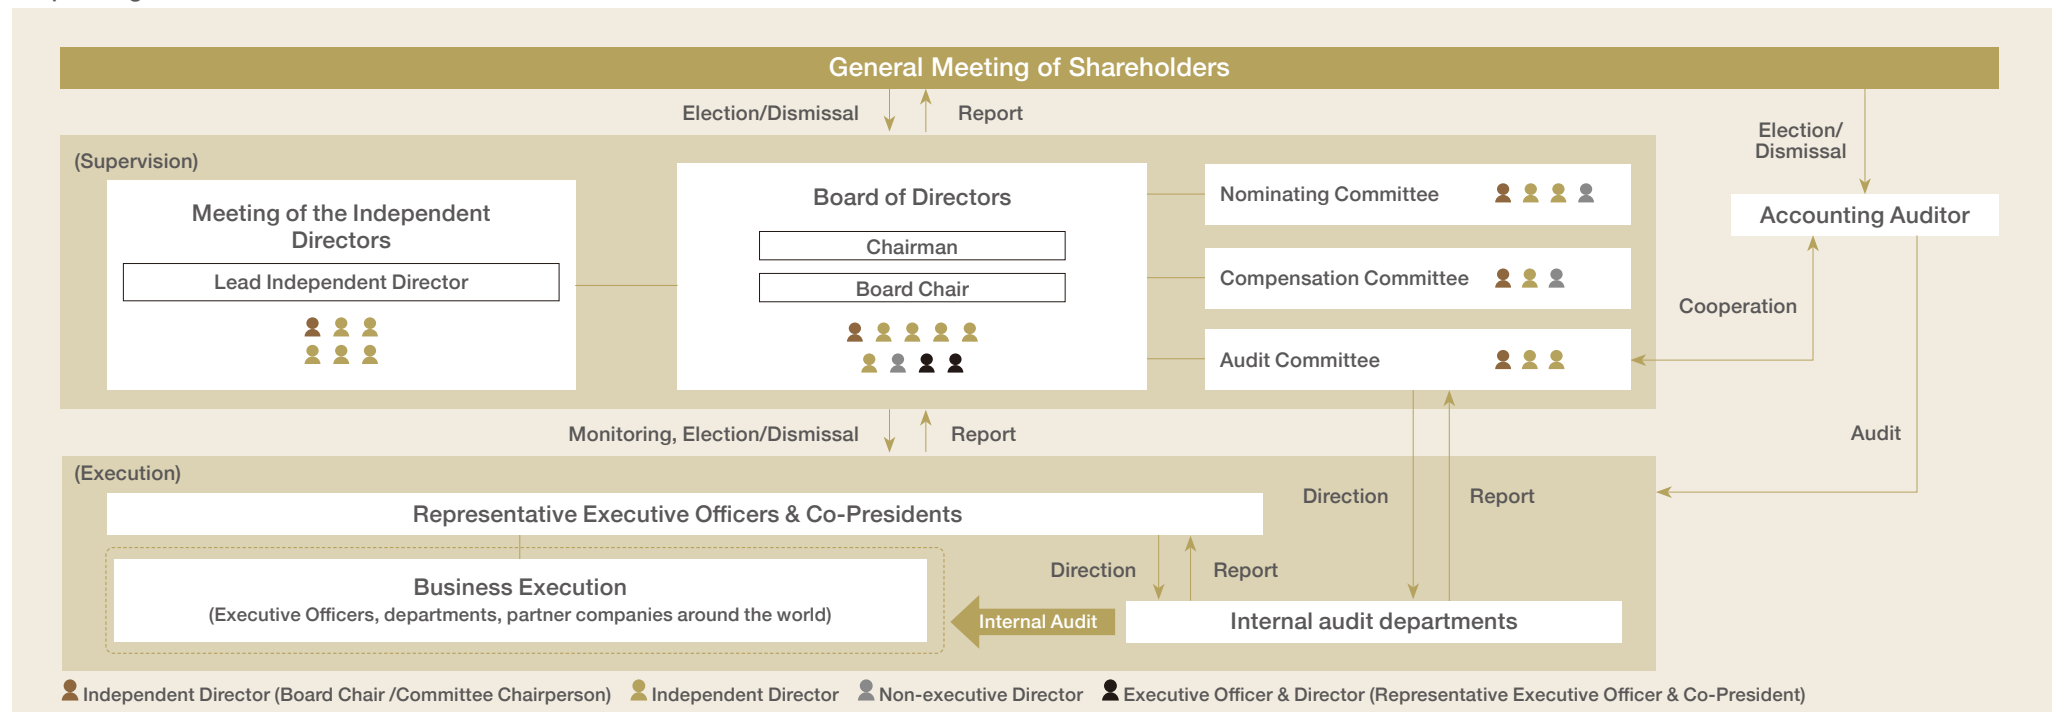 General Meeting of Shareholders
Election/Dismissal
Report
Election/
Dismissal
(Supervision)
Meeting of the Independent
Directors
Lead Independent Director
Board of Directors
Chairman
Board Chair
Nominating Committee
Compensation Committee
Audit Committee
Accounting Auditor
Cooperation
Audit
Monitoring, Election/Dismissal
Report
(Execution)
Representative Executive Officers & Co-Presidents
Direction
Report
Business Execution
(Executive Officers, departments, partner companies around the world)
Direction
Report
Internal Audit
Internal audit departments
Independent Director (Board Chair /Committee Chairperson)
Independent Director
Non-executive Director
Executive Officer & Director (Representative Executive Officer & Co-President)